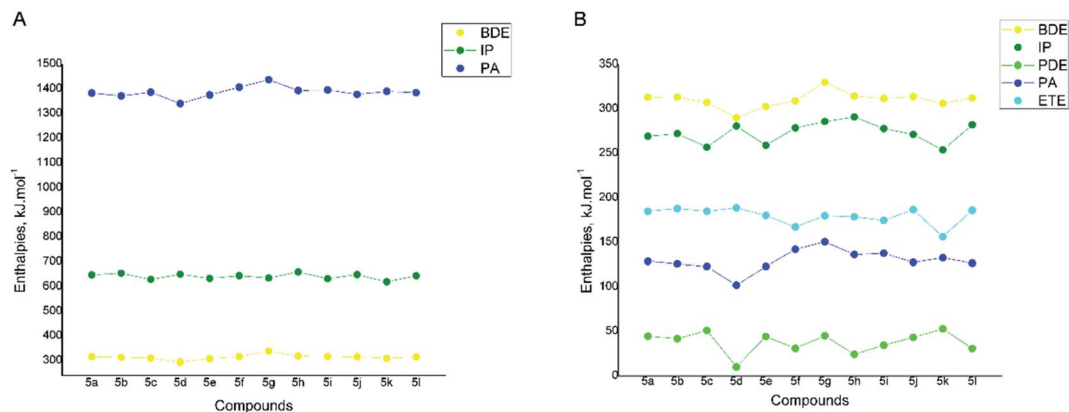 A
BDE
IP
PA
1500
1400
1300
1200
1100
1000
900
800
700
600
500
400
300
Enthalpies, kJ.mol-1
5a 5b 5c 5d 5e 5f 5g 5h 5i 5j 5k 5l
Compounds
B
BDE
IP
PDE
PA
ETE
350
300
250
200
150
100
50
0
Enthalpies, kJ.mol-1
5a 5b 5c 5d 5e 5f 5g 5h 5i 5j 5k 5l
Compounds